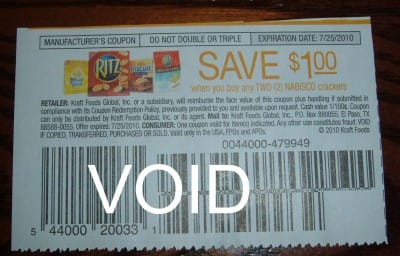 MANUFACTURER'S COUPON DO NOT DOUBLE OR TRIPLE EXPIRATION DATE: 7/25/2010
RITZ
SAVE $1.00
when you buy any TWO (2) NABISCO crackers
RETAILER: Kraft Foods Global, Inc. or a subsidiary, will reimburse the face value of this coupon plus handling if submitted in
compliance with its Coupon Redemption Policy, previously provided to you and available upon request. Cash value 1/100¢. Coupon
can only be distributed by Kraft Foods Global, Inc. or its agent. Mail to: Kraft Foods Global, Inc., P.O. Box 880055, El Paso, TX
88588-0055. Offer expires: 7/25/2010. CONSUMER: One coupon valid for item(s) indicated. Any other use constitutes fraud. VOID
IF COPIED, TRANSFERRED, PURCHASED OR SOLD. Valid only in the USA, FPOs and APOs. © 2010 Kraft Foods
0044000-479949
VOID
5 44000 20033 1